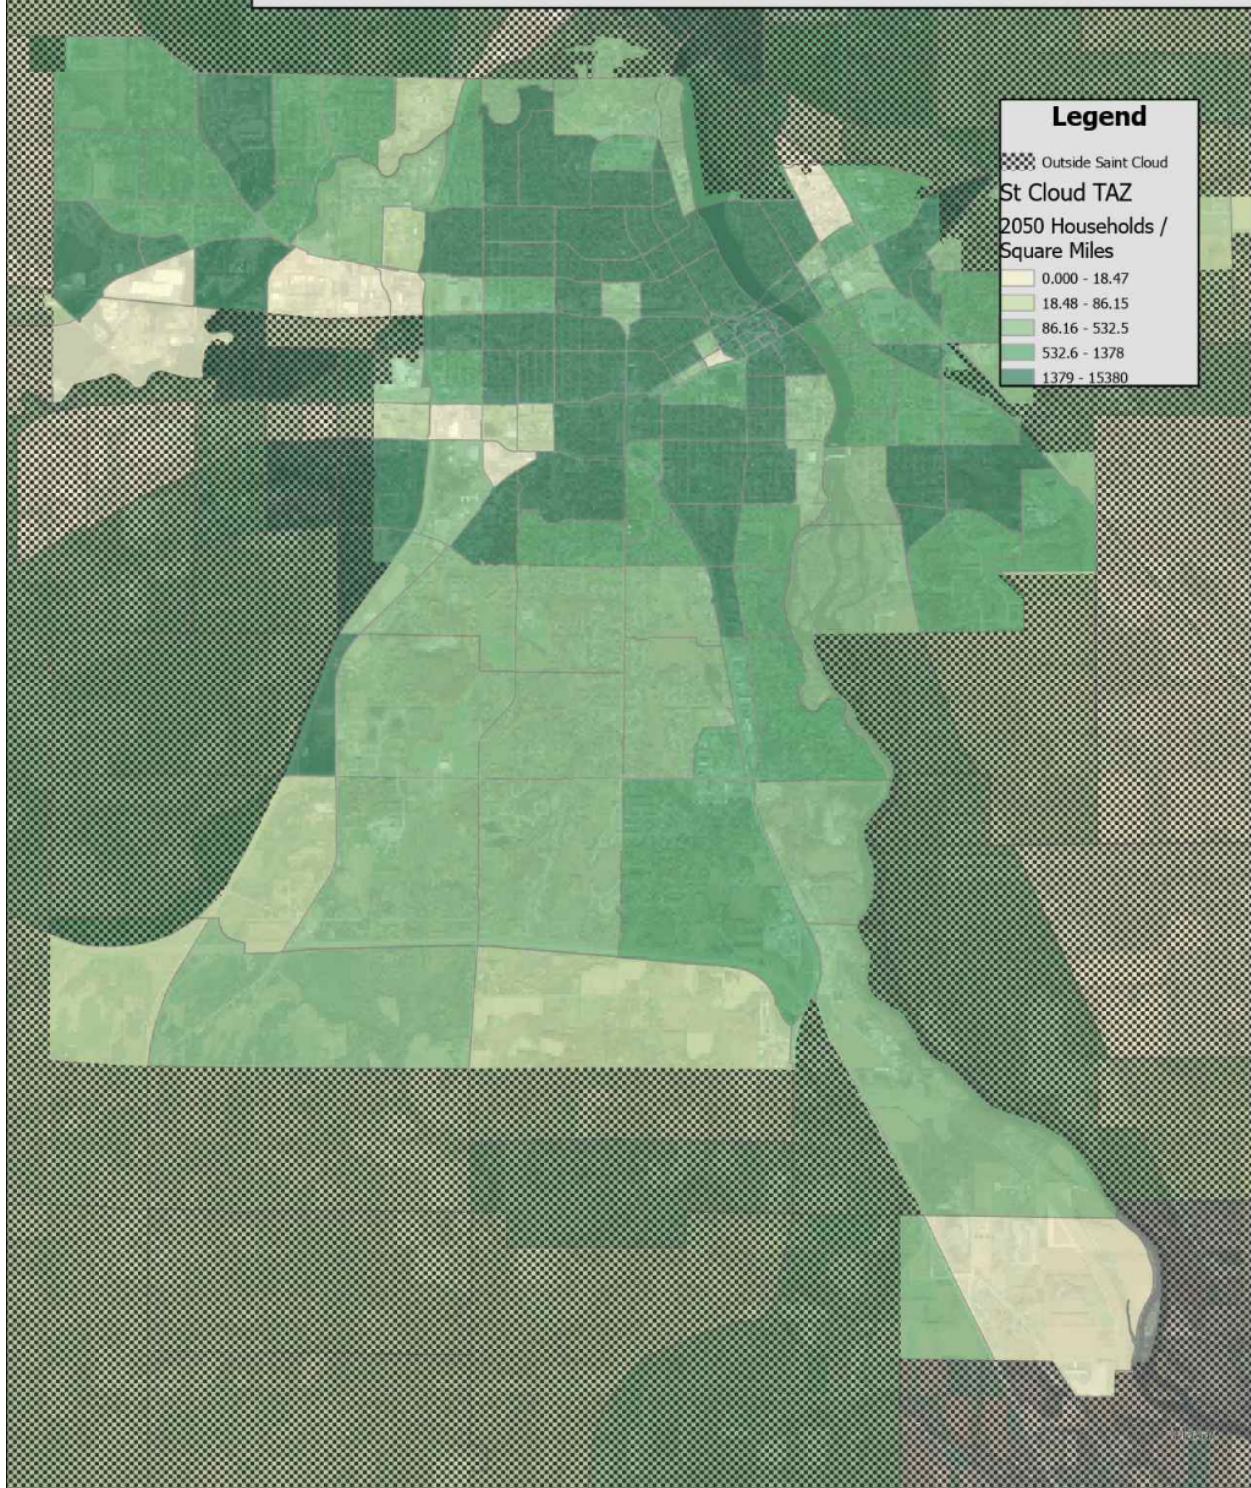 Legend
Outside Saint Cloud
St Cloud TAZ
2050 Households /
Square Miles
0.000 - 18.47
18.48 - 86.15
86.16 - 532.5
532.6 - 1378
1379 - 15380